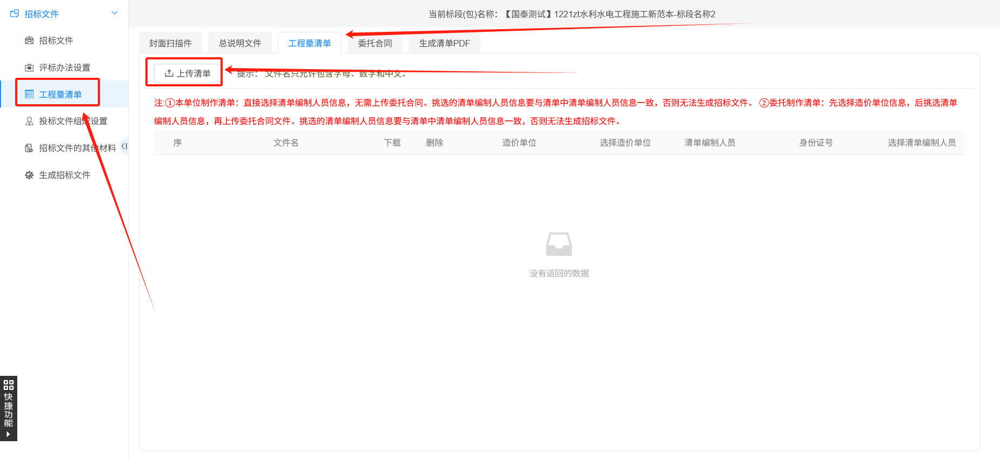 招标文件
当前标段(包)名称：【国泰测试】1221zt水利水电工程施工新范本-标段名称2
招标文件
评标办法设置
工程量清单
投标文件组成设置
招标文件的其他材料
生成招标文件
封面扫描件
总说明文件
工程量清单
委托合同
生成清单PDF
上传清单
提示： 文件名只允许包含字母、数字和中文。
注:①本单位制作清单：直接选择清单编制人员信息，无需上传委托合同。挑选的清单编制人员信息要与清单中清单编制人员信息一致，否则无法生成招标文件。 ②委托制作清单：先选择造价单位信息，后挑选清单
编制人员信息，再上传委托合同文件。挑选的清单编制人员信息要与清单中清单编制人员信息一致，否则无法生成招标文件。
序 文件名 下载 删除 造价单位 选择造价单位 清单编制人员 身份证号 选择清单编制人员
没有返回的数据
快捷功能